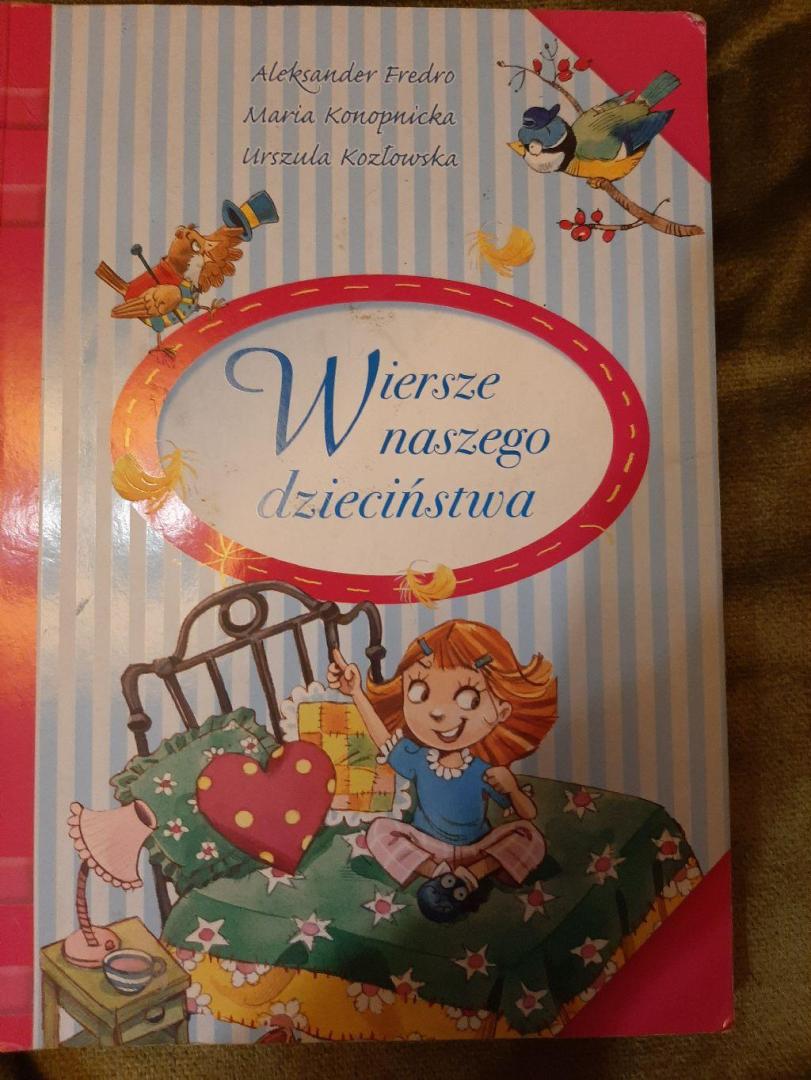 Aleksander Fredro
Maria Konopnicka
Urszula Kozłowska
Wiersze
naszego
dzieciństwa